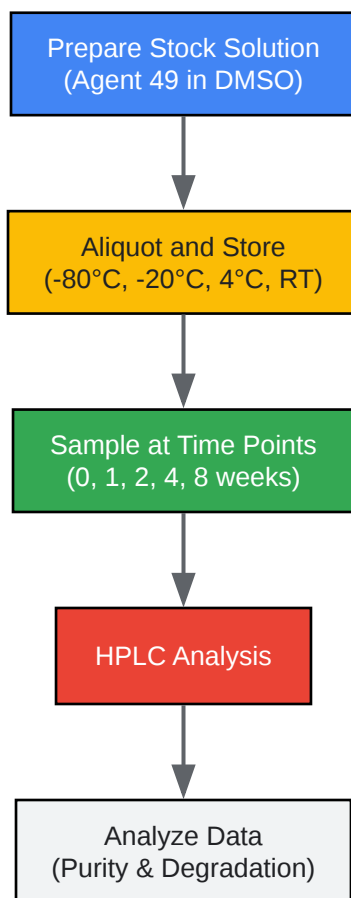 Prepare Stock Solution
(Agent 49 in DMSO)
Aliquot and Store
(-80°C, -20°C, 4°C, RT)
Sample at Time Points
(0, 1, 2, 4, 8 weeks)
HPLC Analysis
Analyze Data
(Purity & Degradation)